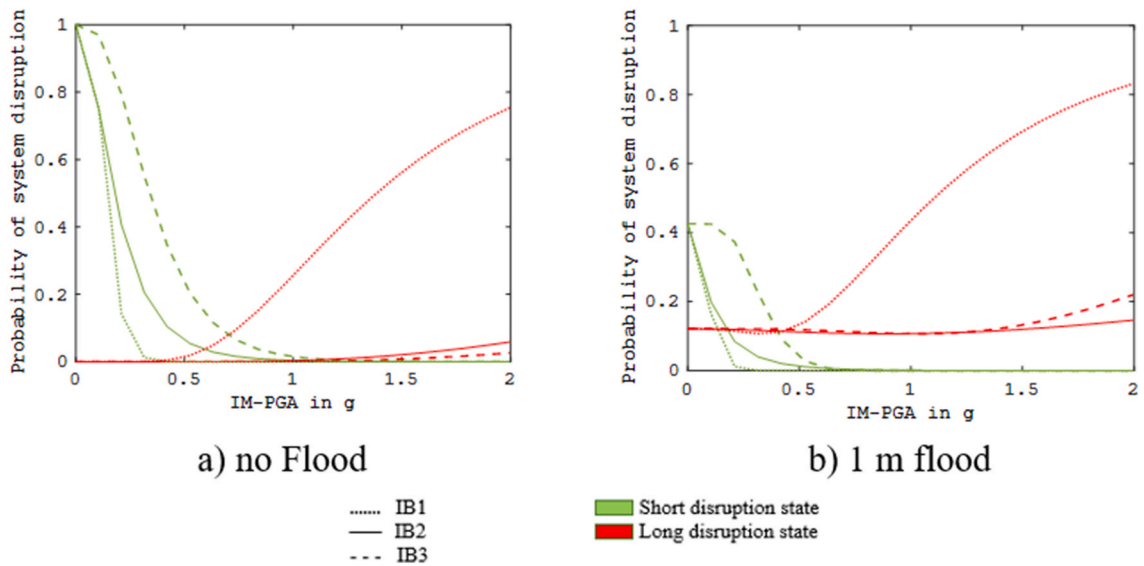 Probability of system disruption
1
0.8
0.6
0.4
0.2
0
0
0.5
1
1.5
2
IM-PGA in g
a) no Flood
Probability of system disruption
1
0.8
0.6
0.4
0.2
0
0
0.5
1
1.5
2
IM-PGA in g
b) 1 m flood
IB1
IB2
IB3
Short disruption state
Long disruption state